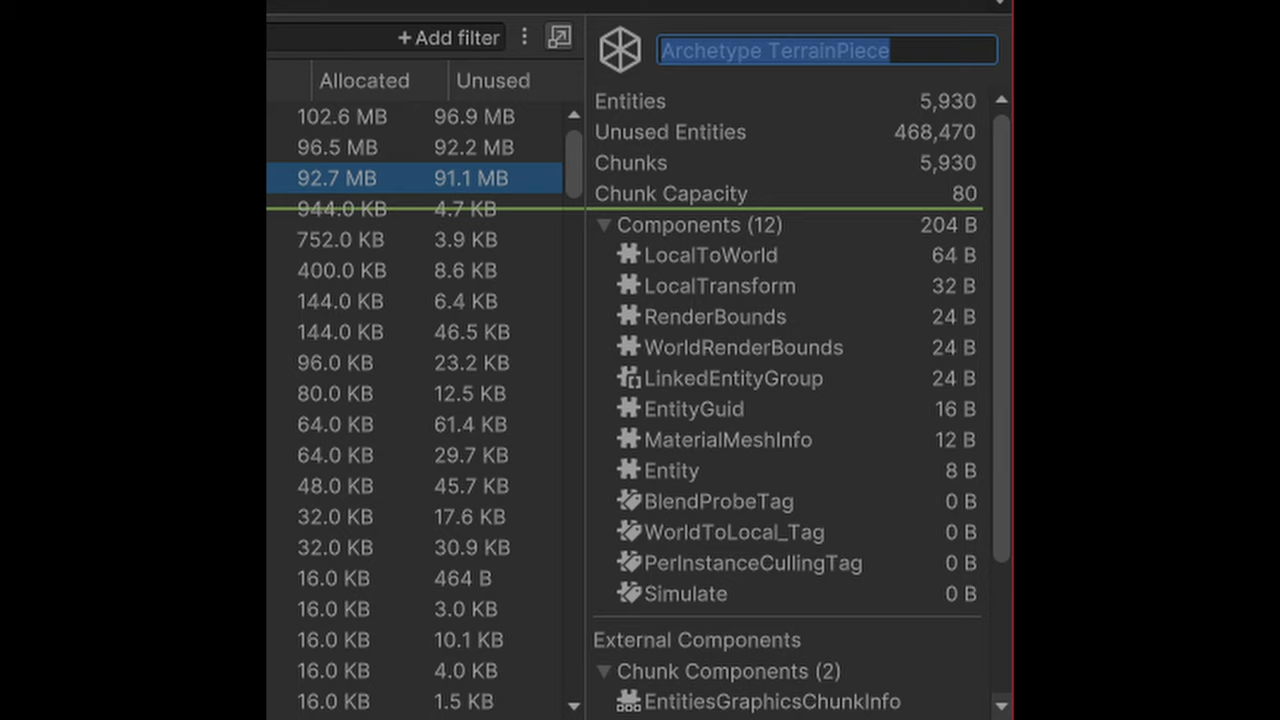 + Add filter
Allocated Unused
102.6 MB 96.9 MB
96.5 MB 92.2 MB
92.7 MB 91.1 MB
944.0 KB 4.7 KB
752.0 KB 3.9 KB
400.0 KB 8.6 KB
144.0 KB 6.4 KB
144.0 KB 46.5 KB
96.0 KB 23.2 KB
80.0 KB 12.5 KB
64.0 KB 61.4 KB
64.0 KB 29.7 KB
48.0 KB 45.7 KB
32.0 KB 17.6 KB
32.0 KB 30.9 KB
16.0 KB 464 B
16.0 KB 3.0 KB
16.0 KB 10.1 KB
16.0 KB 4.0 KB
16.0 KB 1.5 KB
Archetype TerrainPiece
Entities 5,930
Unused Entities 468,470
Chunks 5,930
Chunk Capacity 80
Components (12) 204 B
LocalToWorld 64 B
LocalTransform 32 B
RenderBounds 24 B
WorldRenderBounds 24 B
LinkedEntityGroup 24 B
EntityGuid 16 B
MaterialMeshInfo 12 B
Entity 8 B
BlendProbeTag 0 B
WorldToLocal_Tag 0 B
PerInstanceCullingTag 0 B
Simulate 0 B
External Components
Chunk Components (2)
EntitiesGraphicsChunkInfo